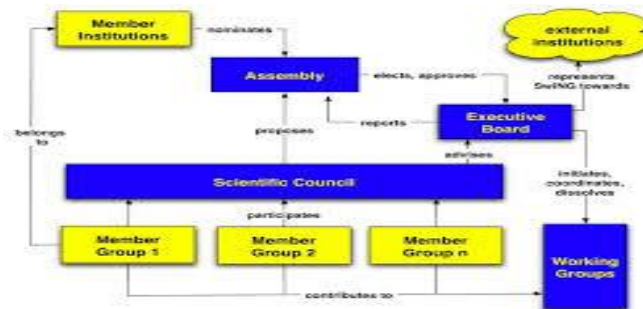 Member
Institutions
nominates
external
institutions
Assembly
elects, approves
represents
SwiNG towards
reports
Executive
Board
belongs
to
proposes
advises
Scientific Council
initiates,
coordinates,
dissolves
participates
Member
Group 1
Member
Group 2
Member
Group n
Working
Groups
contributes to